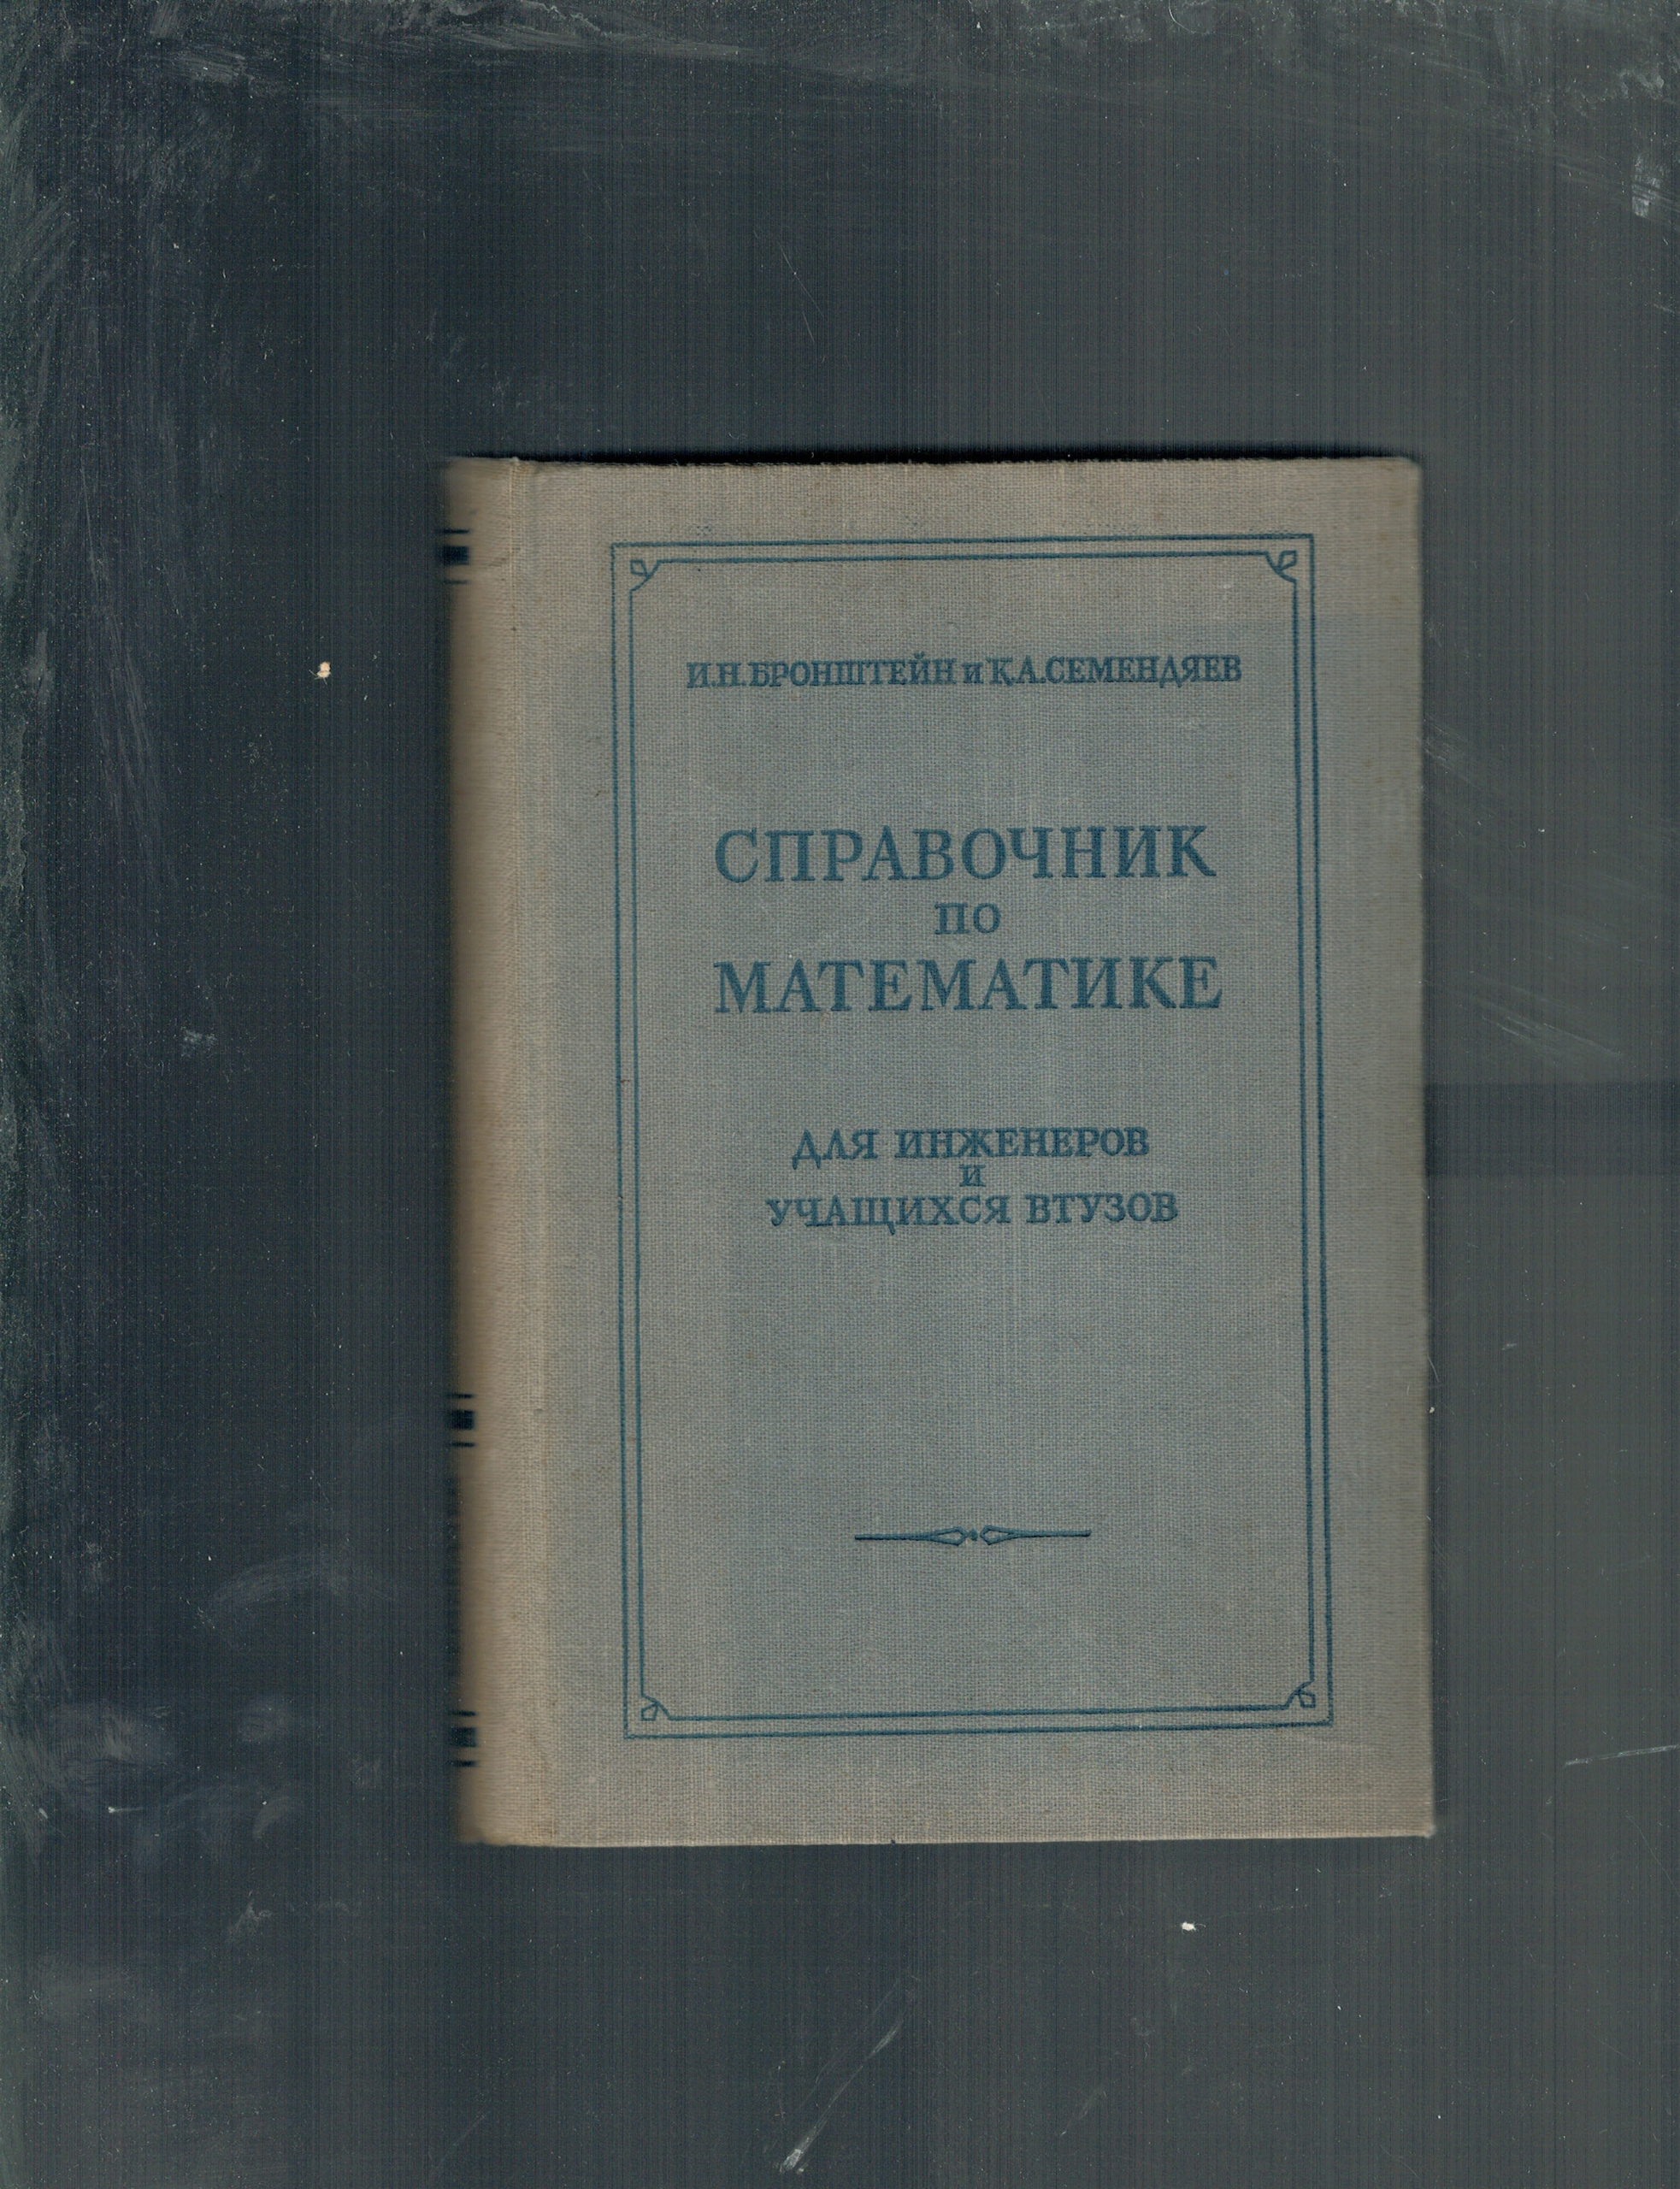 И.Н.БРОНШТЕЙН и К.А.СЕМЕНДЯЕВ
СПРАВОЧНИК
ПО
МАТЕМАТИКЕ
ДЛЯ ИНЖЕНЕРОВ
И
УЧАЩИХСЯ ВТУЗОВ